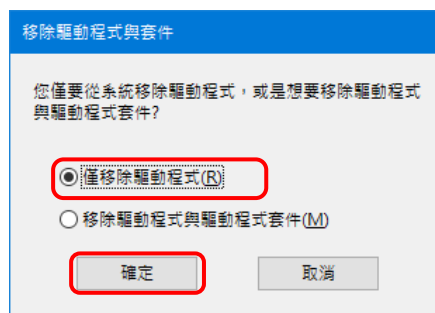 移除驅動程式與套件
您僅要從系統移除驅動程式，或是想要移除驅動程式
與驅動程式套件?
僅移除驅動程式(R)
移除驅動程式與驅動程式套件(M)
確定
取消